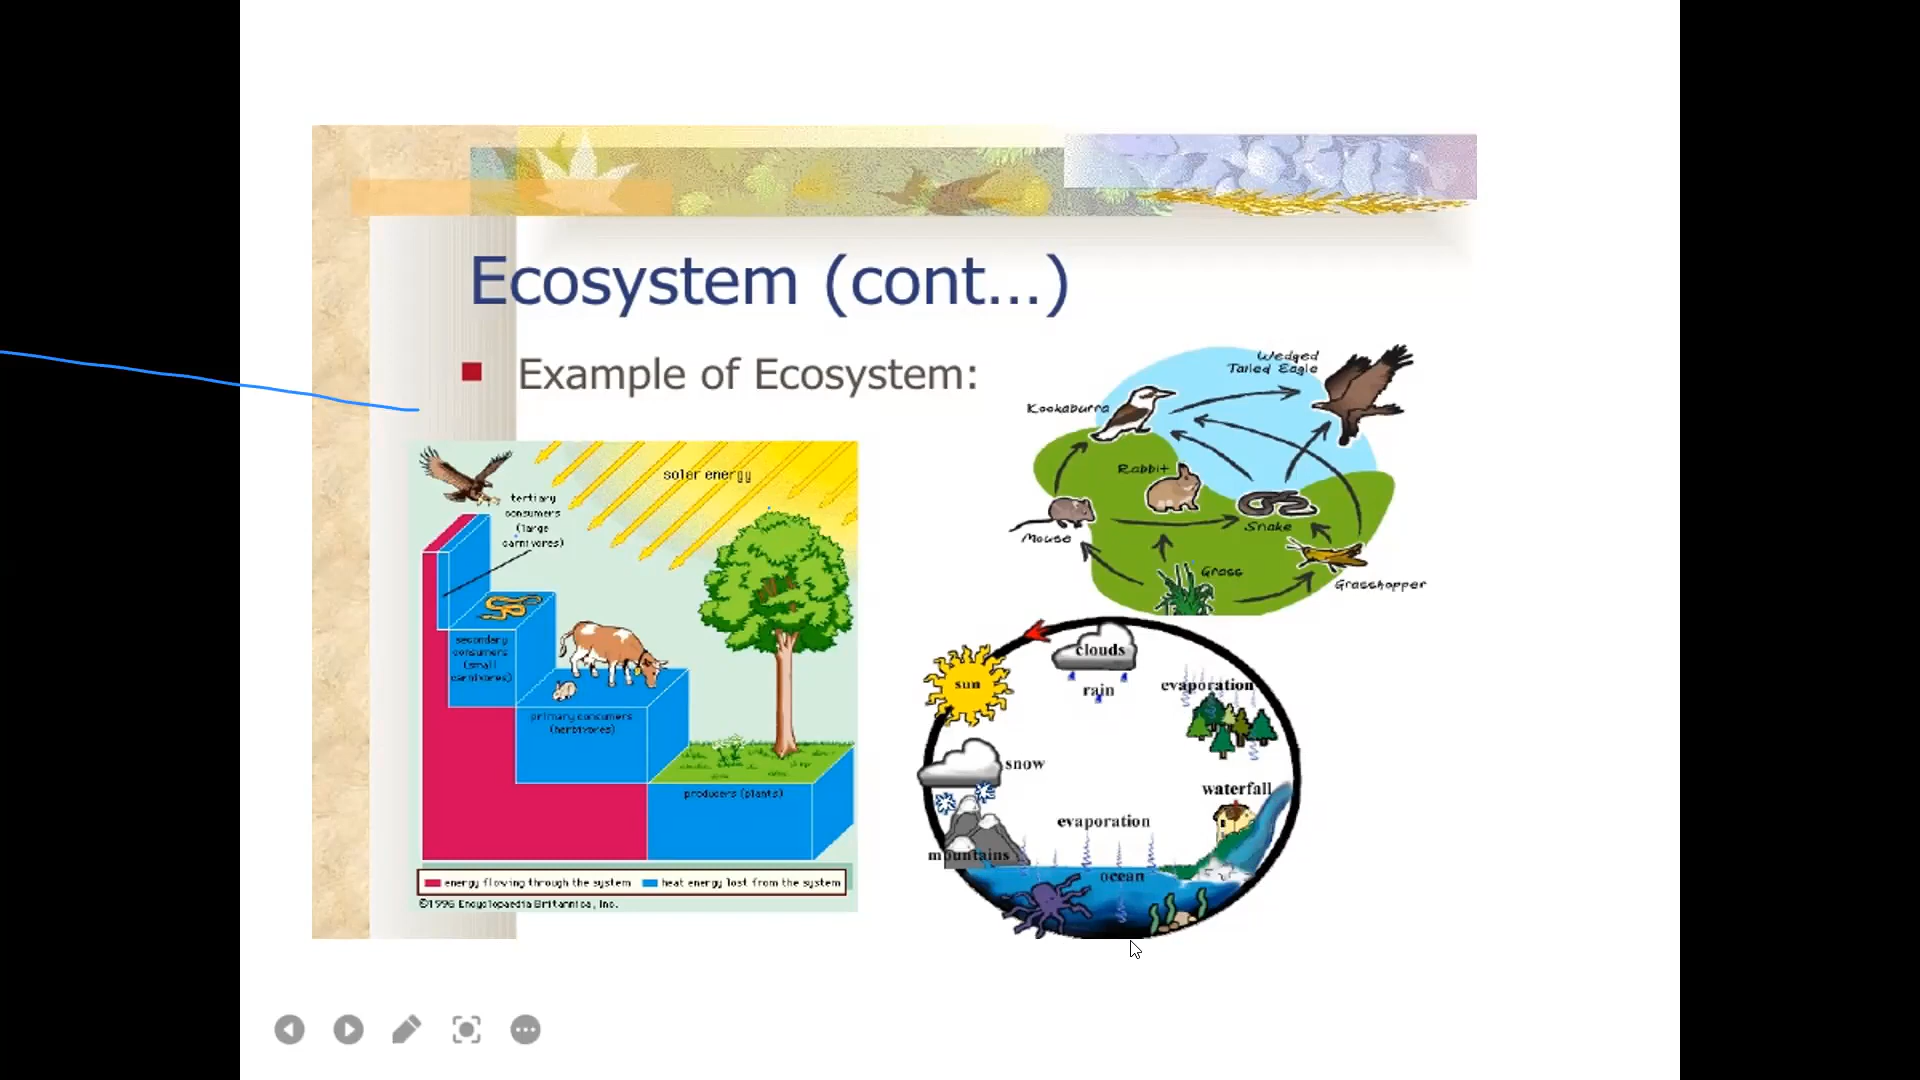 Ecosystem (cont...)
Example of Ecosystem:
solar energy
tertiary
consumers
(large
carnivores)
secondary
consumers
(small
carnivores)
primary consumers
(herbivores)
producers (plants)
energy flowing through the system
heat energy lost from the system
©1996 Encyclopaedia Britannica, Inc.
Wedged
Tailed Eagle
Kookaburra
Rabbit
Snake
Mouse
Grass
Grasshopper
clouds
sun
rain
evaporation
snow
waterfall
evaporation
mountains
ocean